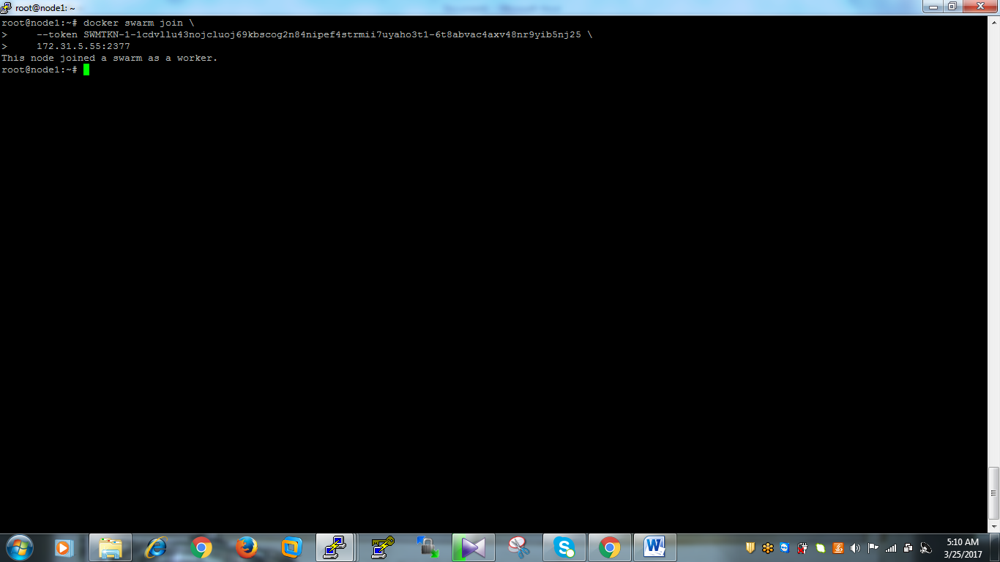 root@node1: ~
root@node1:~# docker swarm join \
>     --token SWMTKN-1-1cdvllu43nojcluoj69kbscog2n84nipef4strmii7uyaho3t1-6t8abvac4axv48nr9yib5nj25 \
>     172.31.5.55:2377
This node joined a swarm as a worker.
root@node1:~#
5:10 AM
3/25/2017